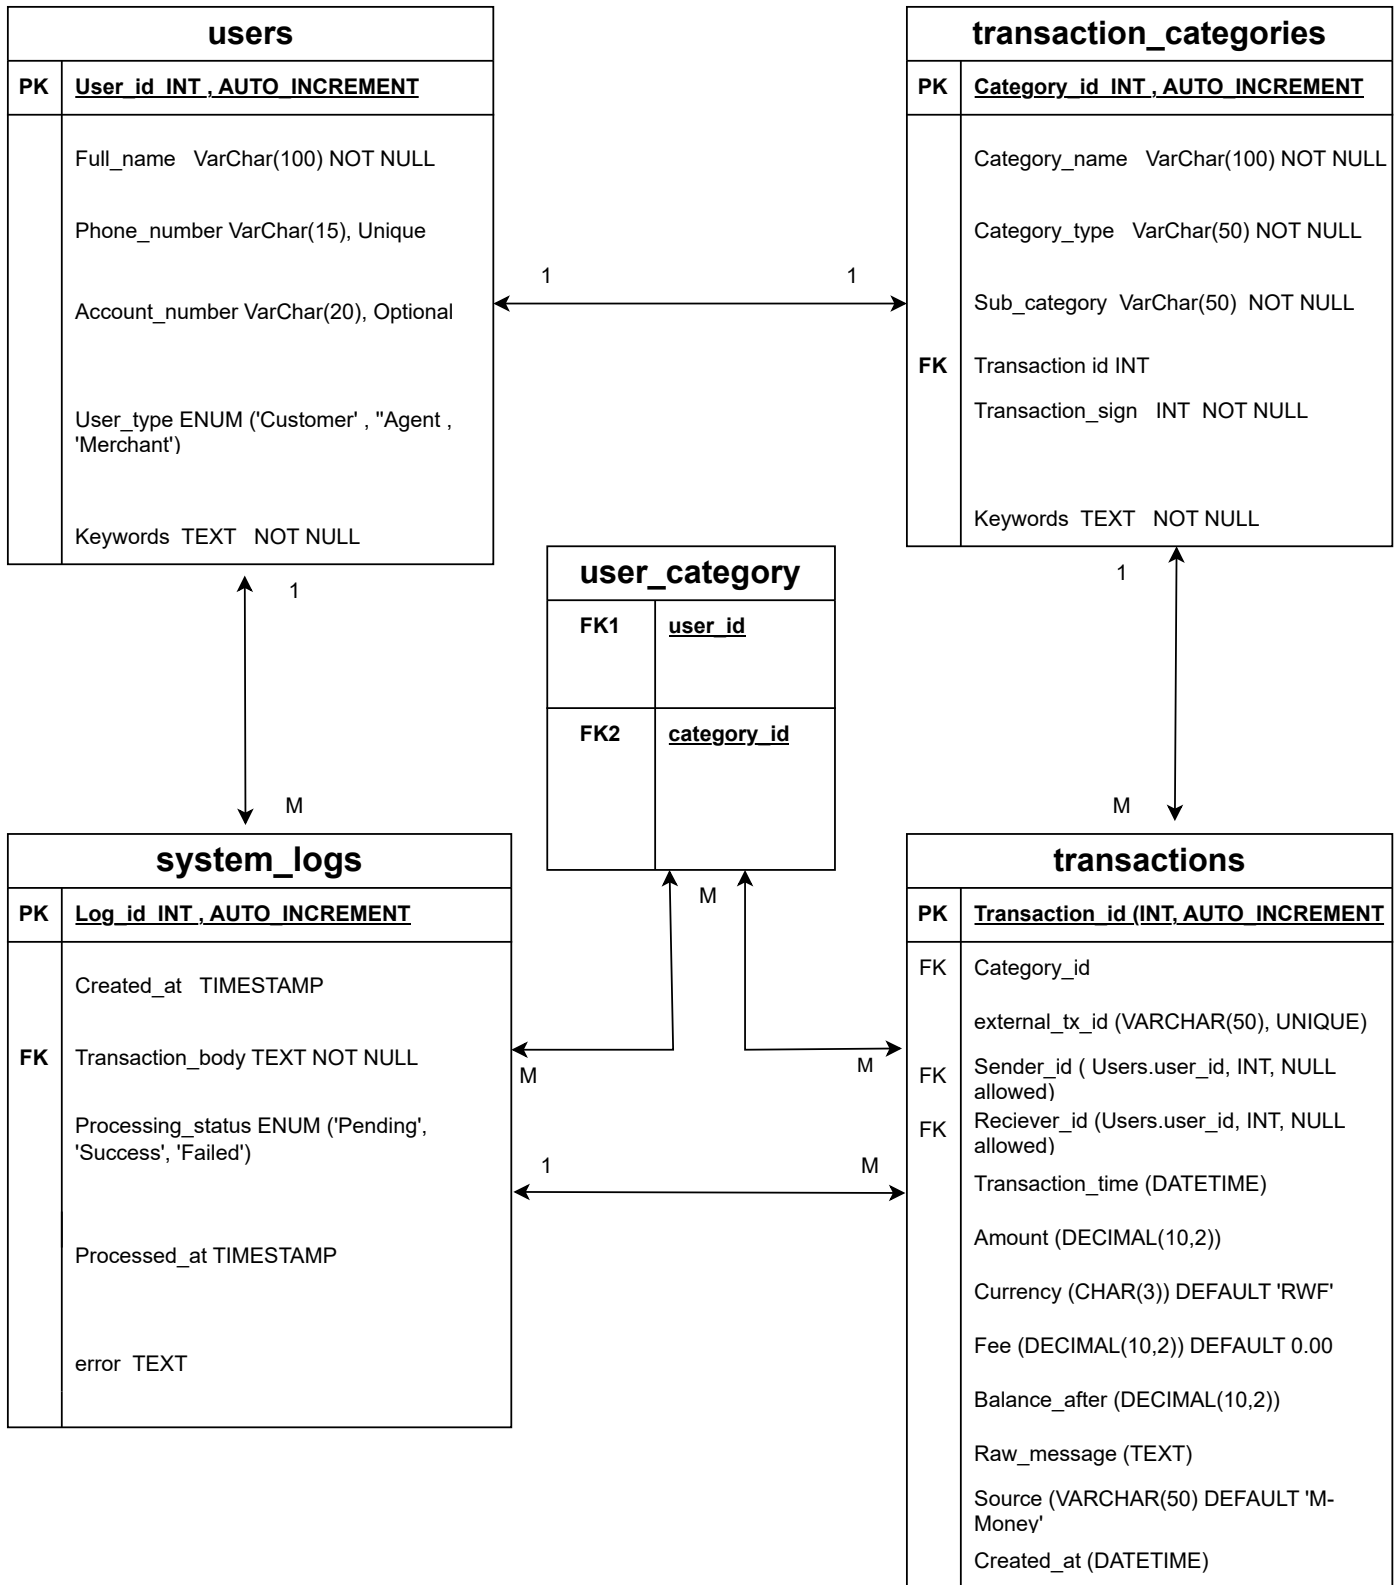 users
PK User_id INT , AUTO_INCREMENT
Full_name VarChar(100) NOT NULL
Phone_number VarChar(15), Unique
Account_number VarChar(20), Optional
User_type ENUM ('Customer' , "Agent ,
'Merchant')
Keywords TEXT NOT NULL
transaction_categories
PK Category_id INT , AUTO_INCREMENT
Category_name VarChar(100) NOT NULL
Category_type VarChar(50) NOT NULL
Sub_category VarChar(50) NOT NULL
FK Transaction id INT
Transaction_sign INT NOT NULL
Keywords TEXT NOT NULL
1 1
1
M
1
M
user_category
FK1 user_id
FK2 category_id
M
M
M
1 M
system_logs
PK Log_id INT , AUTO_INCREMENT
Created_at TIMESTAMP
FK Transaction_body TEXT NOT NULL
Processing_status ENUM ('Pending',
'Success', 'Failed')
Processed_at TIMESTAMP
error TEXT
transactions
PK Transaction_id (INT, AUTO_INCREMENT
FK Category_id
external_tx_id (VARCHAR(50), UNIQUE)
FK Sender_id ( Users.user_id, INT, NULL
allowed)
FK Reciever_id (Users.user_id, INT, NULL
allowed)
Transaction_time (DATETIME)
Amount (DECIMAL(10,2))
Currency (CHAR(3)) DEFAULT 'RWF'
Fee (DECIMAL(10,2)) DEFAULT 0.00
Balance_after (DECIMAL(10,2))
Raw_message (TEXT)
Source (VARCHAR(50) DEFAULT 'M-
Money'
Created_at (DATETIME)